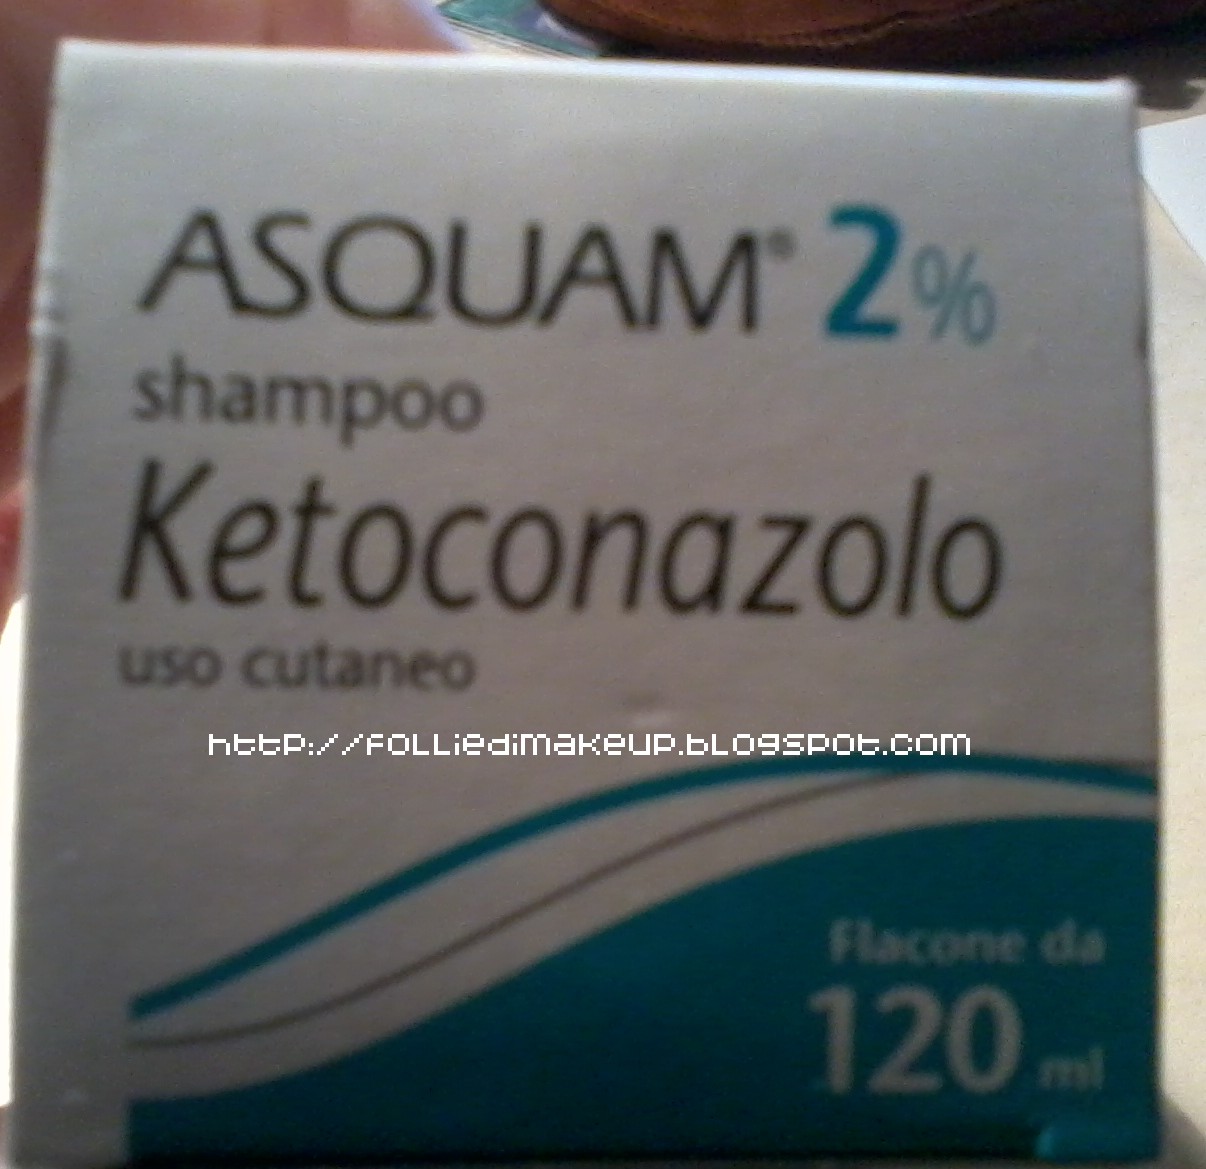 ASQUAM® 2%
shampoo
Ketoconazolo
uso cutaneo
http://folliedimakeup.blogspot.com
Flacone da
120 ml